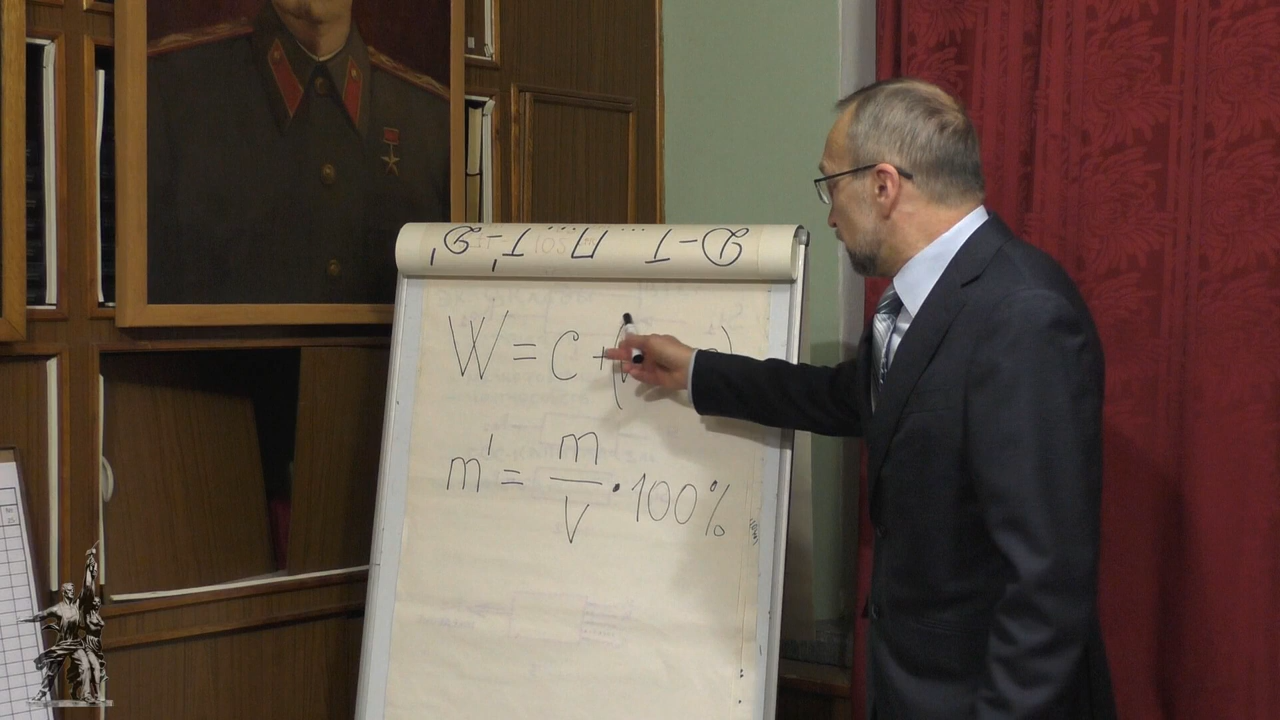 Д – Т ... П ... Т' – Д'
W = C + ( )
m' = m/v · 100%